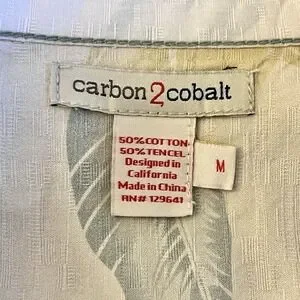 carbon2cobalt
50%COTTON
50%TENCEL
Designed in
California
Made in China
RN# 129641
M